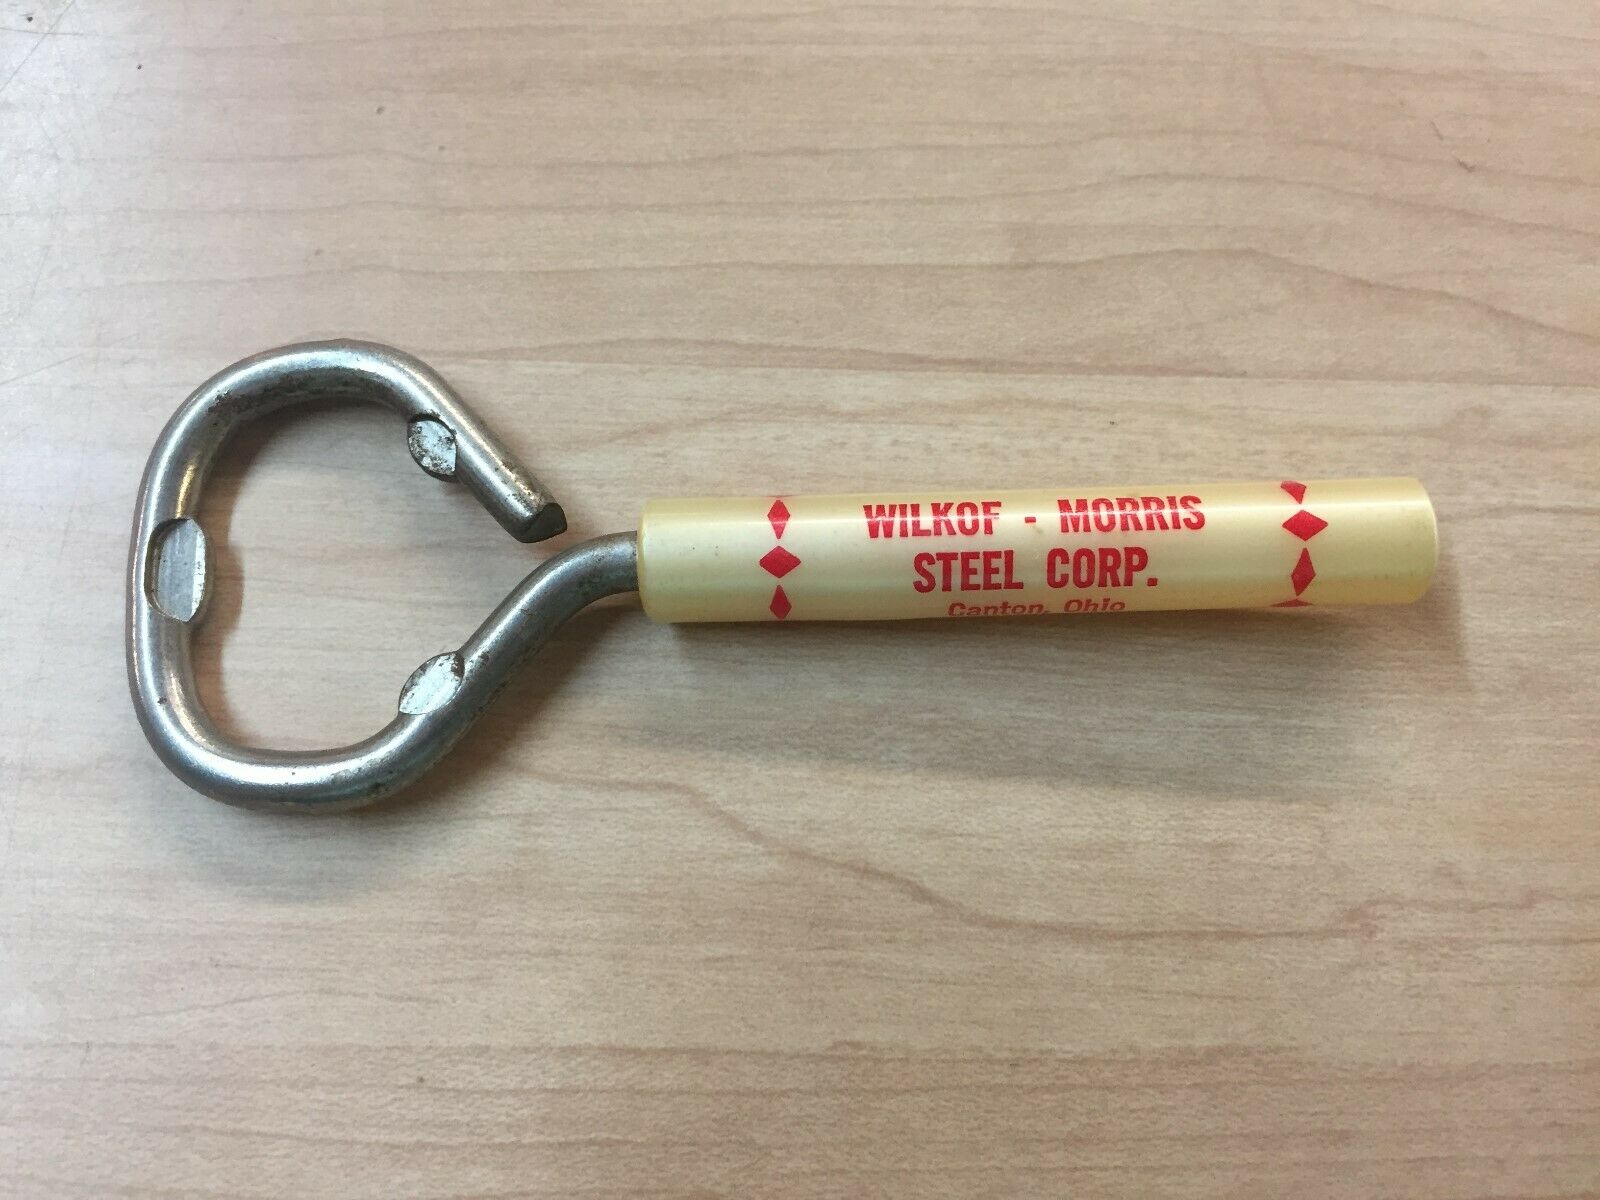 WILKOF - MORRIS
STEEL CORP.
Canton, Ohio